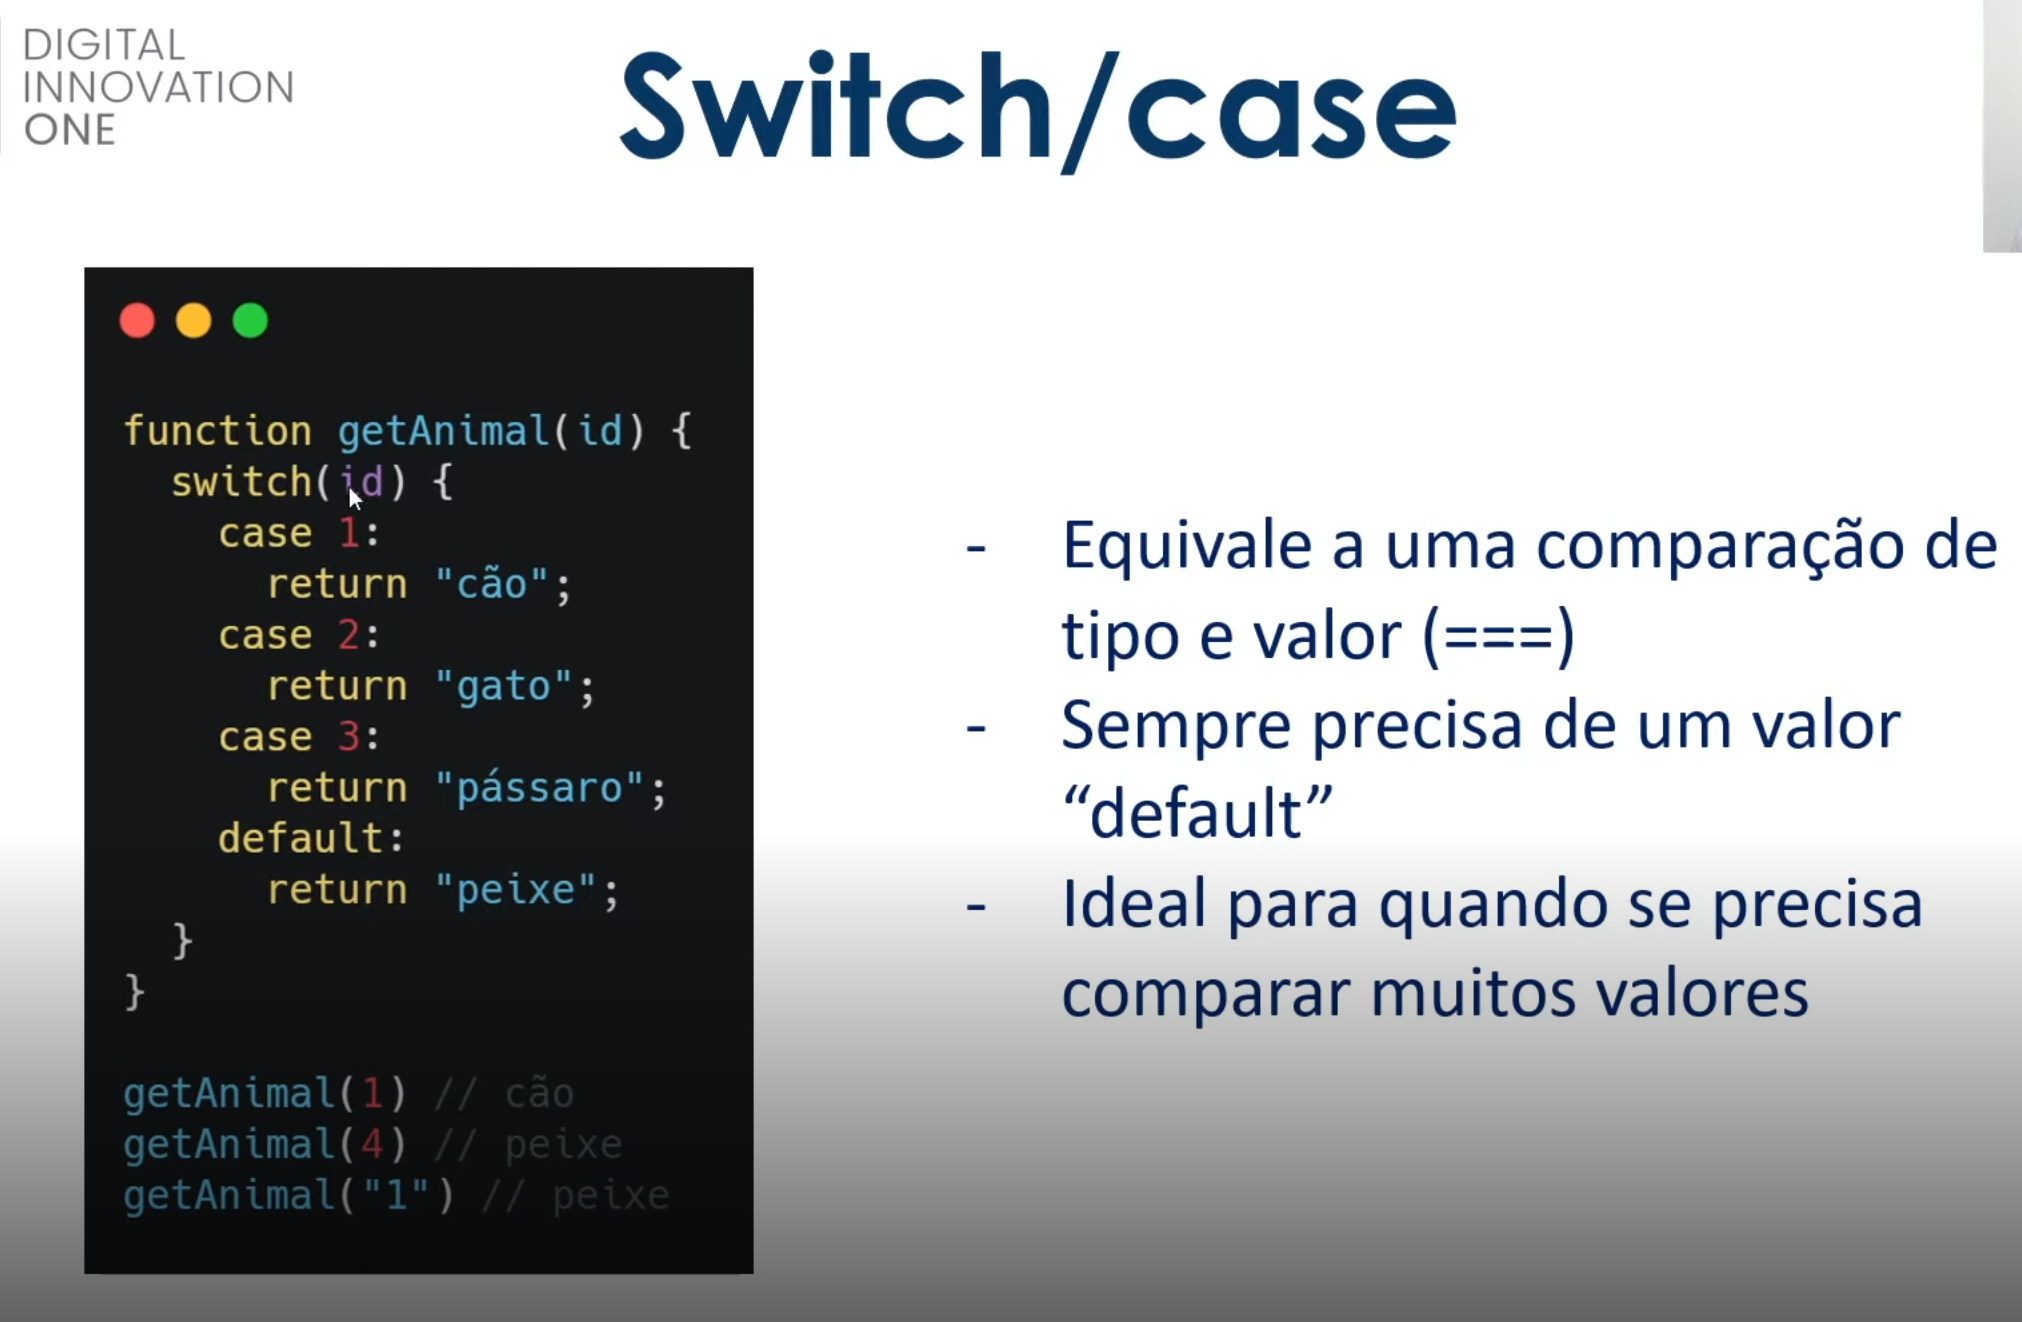 DIGITAL
INNOVATION
ONE
Switch/case
function getAnimal(id) {
switch(id) {
case 1:
return "cão";
case 2:
return "gato";
case 3:
return "pássaro";
default:
return "peixe";
}
}
getAnimal(1) // cão
getAnimal(4) // peixe
getAnimal("1") // peixe
- Equivale a uma comparação de
tipo e valor (===)
- Sempre precisa de um valor
“default”
- Ideal para quando se precisa
comparar muitos valores